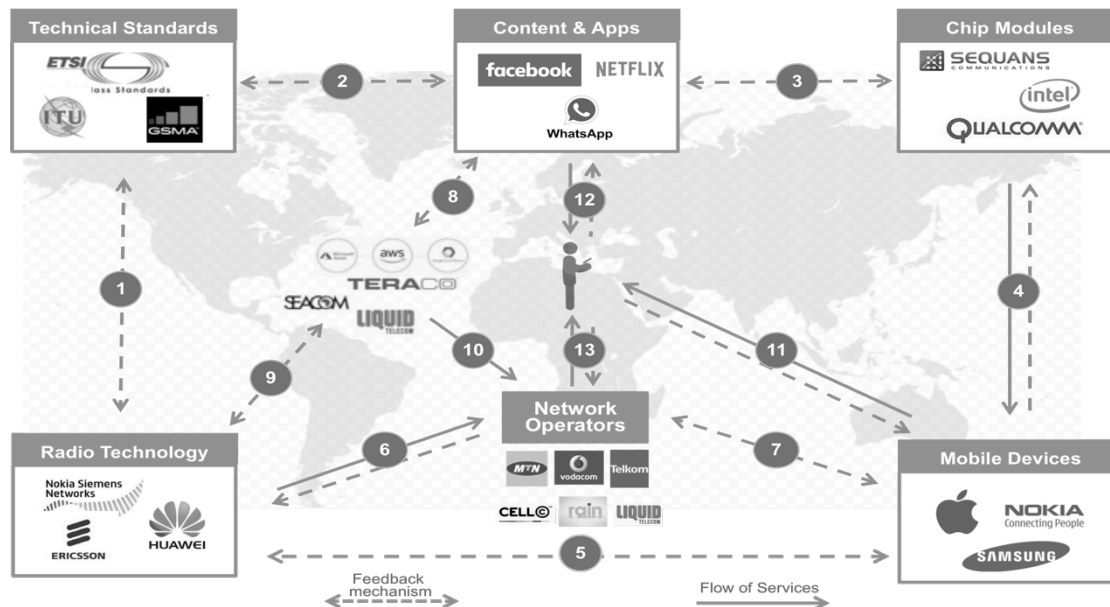 Technical Standards
ETSI
lass Standards
ITU
GSMA
Content & Apps
facebook
NETFLIX
WhatsApp
Chip Modules
SEQUANS
COMMUNICATIONS
intel
QUALCOMM
2
3
8
12
aws
TERACO
SEACOM
LIQUID
TELECOM
1
4
10
13
11
9
Network
Operators
MTN
vodacom
Telkom
CELL C
rain
LIQUID
TELECOM
6
7
Radio Technology
Nokia Siemens
Networks
ERICSSON
HUAWEI
Mobile Devices
NOKIA
Connecting People
SAMSUNG
5
Feedback
mechanism
Flow of Services